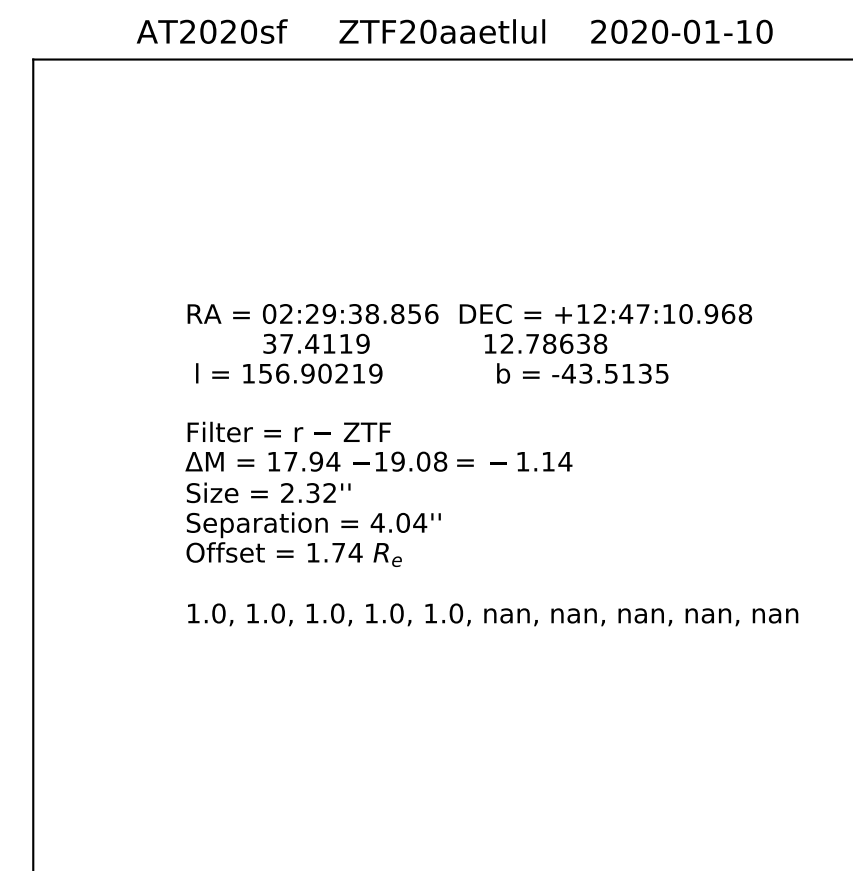 AT2020sf ZTF20aaetlul 2020-01-10
RA = 02:29:38.856 DEC = +12:47:10.968
37.4119 12.78638
l = 156.90219 b = -43.5135
Filter = r − ZTF
ΔM = 17.94 −19.08 = − 1.14
Size = 2.32''
Separation = 4.04''
Offset = 1.74 Rₑ
1.0, 1.0, 1.0, 1.0, 1.0, nan, nan, nan, nan, nan